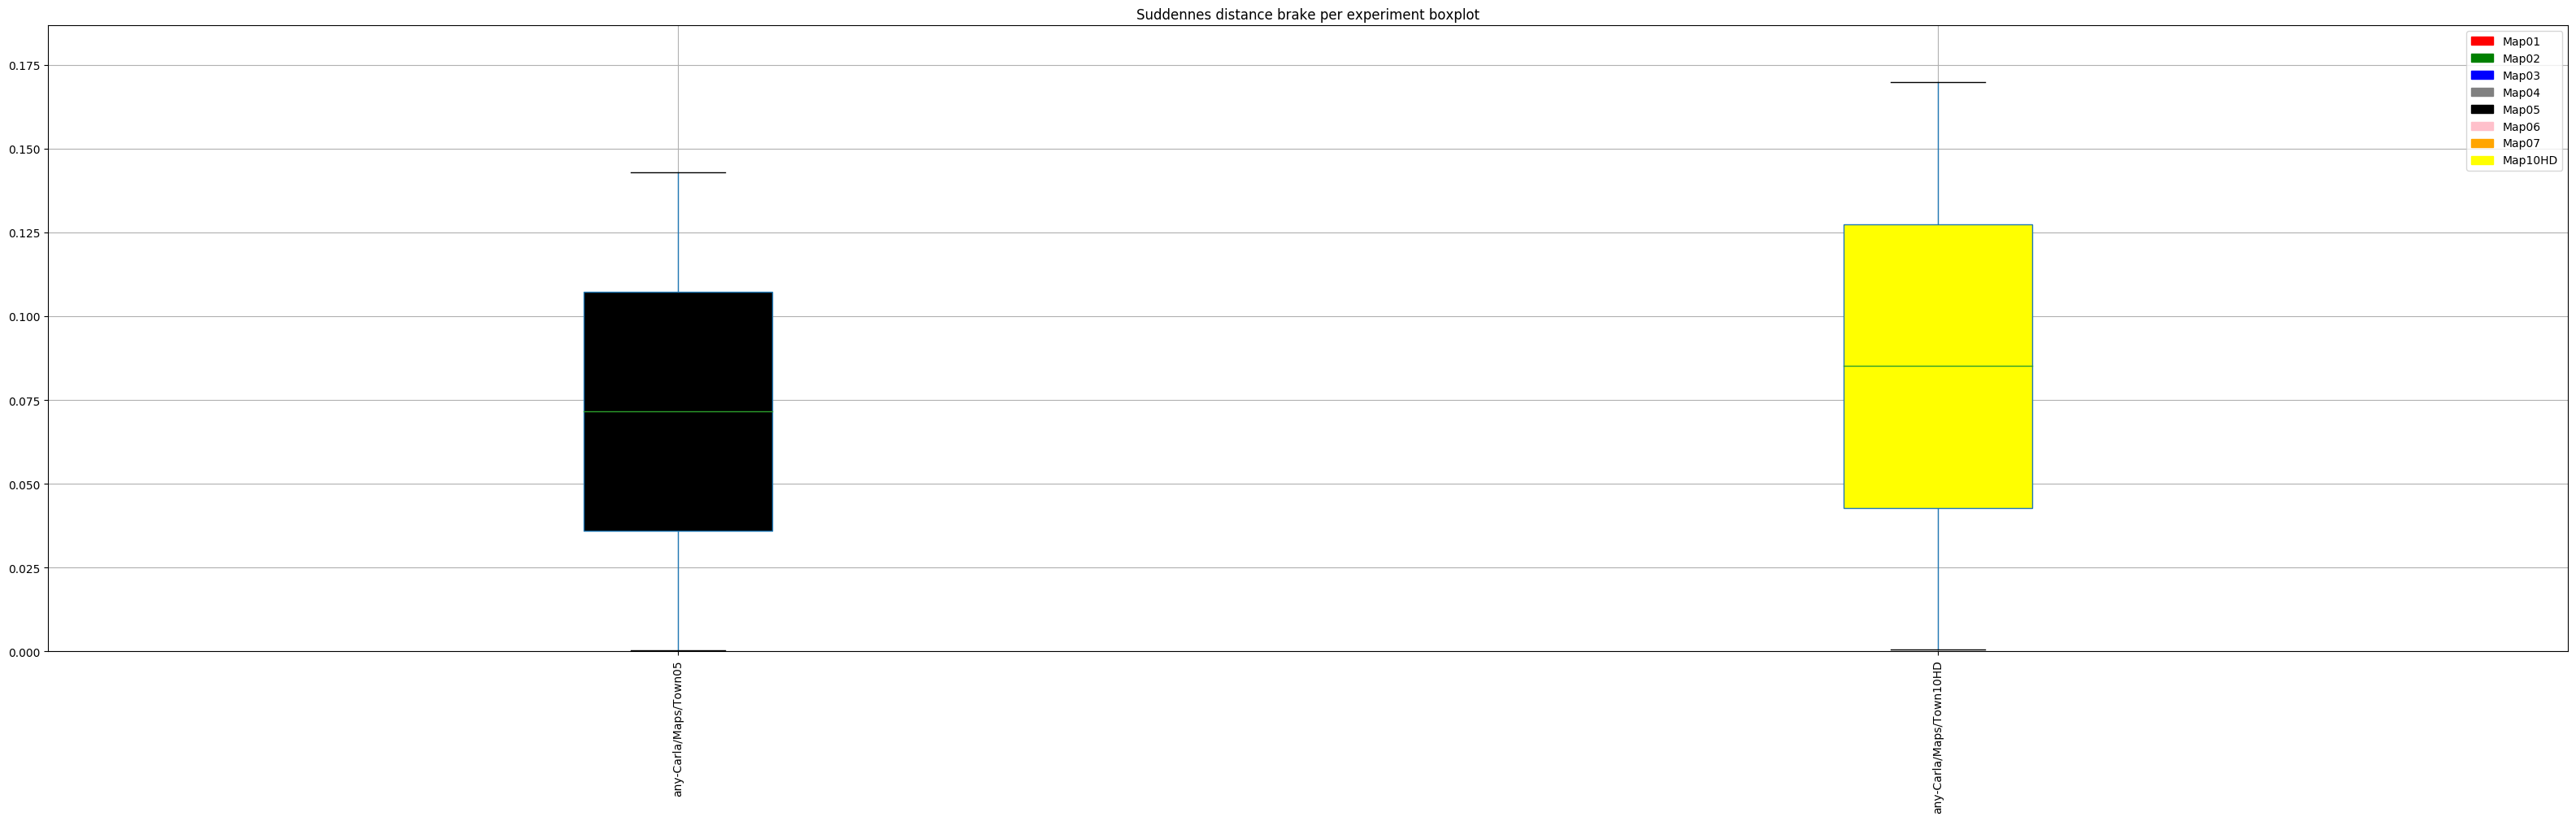 Suddennes distance brake per experiment boxplot
0.175
0.150
0.125
0.100
0.075
0.050
0.025
0.000
Map01
Map02
Map03
Map04
Map05
Map06
Map07
Map10HD
any-Carla/Maps/Town05
any-Carla/Maps/Town10HD